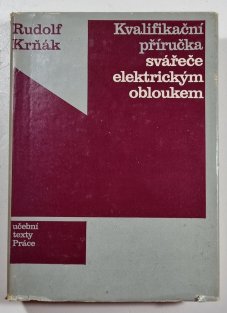 Rudolf
Krňák
Kvalifikační
příručka
svářeče
elektrickým
obloukem
učební
texty
Práce